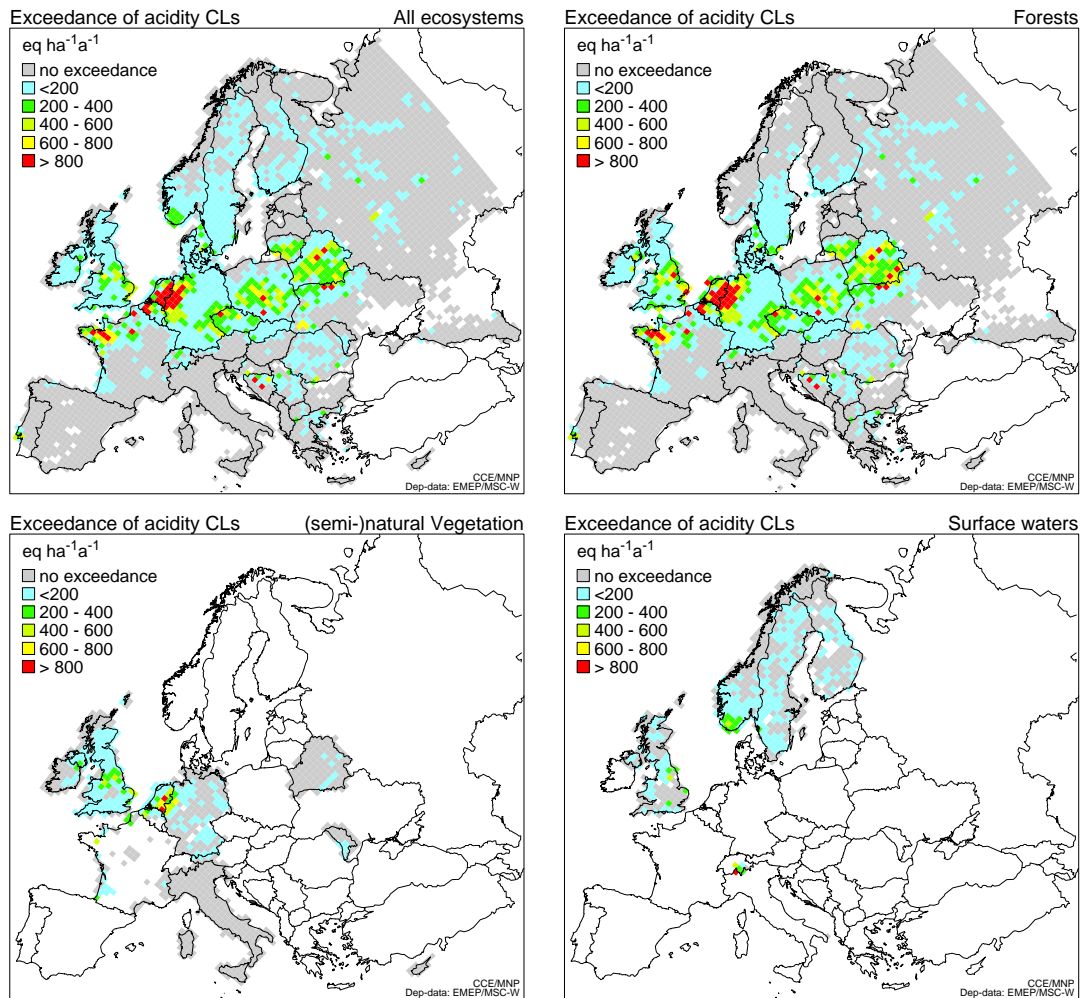 Exceedance of acidity CLs All ecosystems
eq ha⁻¹a⁻¹
no exceedance
<200
200 - 400
400 - 600
600 - 800
> 800
CCE/MNP
Dep-data: EMEP/MSC-W
Exceedance of acidity CLs Forests
eq ha⁻¹a⁻¹
no exceedance
<200
200 - 400
400 - 600
600 - 800
> 800
CCE/MNP
Dep-data: EMEP/MSC-W
Exceedance of acidity CLs (semi-)natural Vegetation
eq ha⁻¹a⁻¹
no exceedance
<200
200 - 400
400 - 600
600 - 800
> 800
CCE/MNP
Dep-data: EMEP/MSC-W
Exceedance of acidity CLs Surface waters
eq ha⁻¹a⁻¹
no exceedance
<200
200 - 400
400 - 600
600 - 800
> 800
CCE/MNP
Dep-data: EMEP/MSC-W